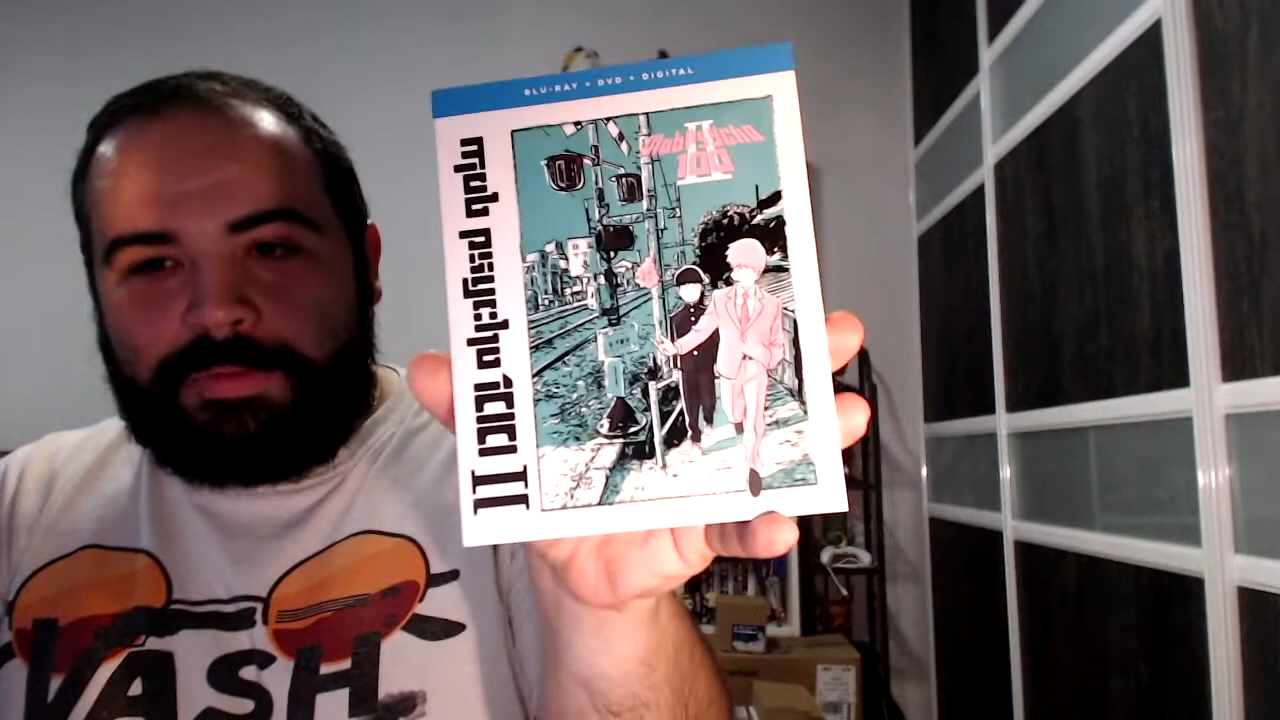 BLU-RAY + DVD + DIGITAL
Mob Psycho
100
II
mob psycho 100 II
VASH